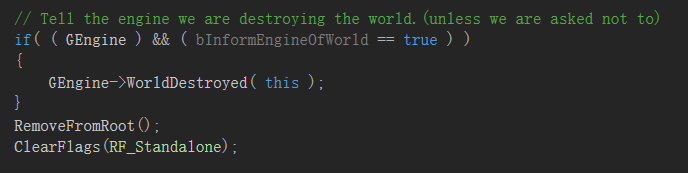 // Tell the engine we are destroying the world.(unless we are asked not to)
if( ( GEngine ) && ( bInformEngineOfWorld == true ) )
{
    GEngine->WorldDestroyed( this );
}
RemoveFromRoot();
ClearFlags(RF_Standalone);